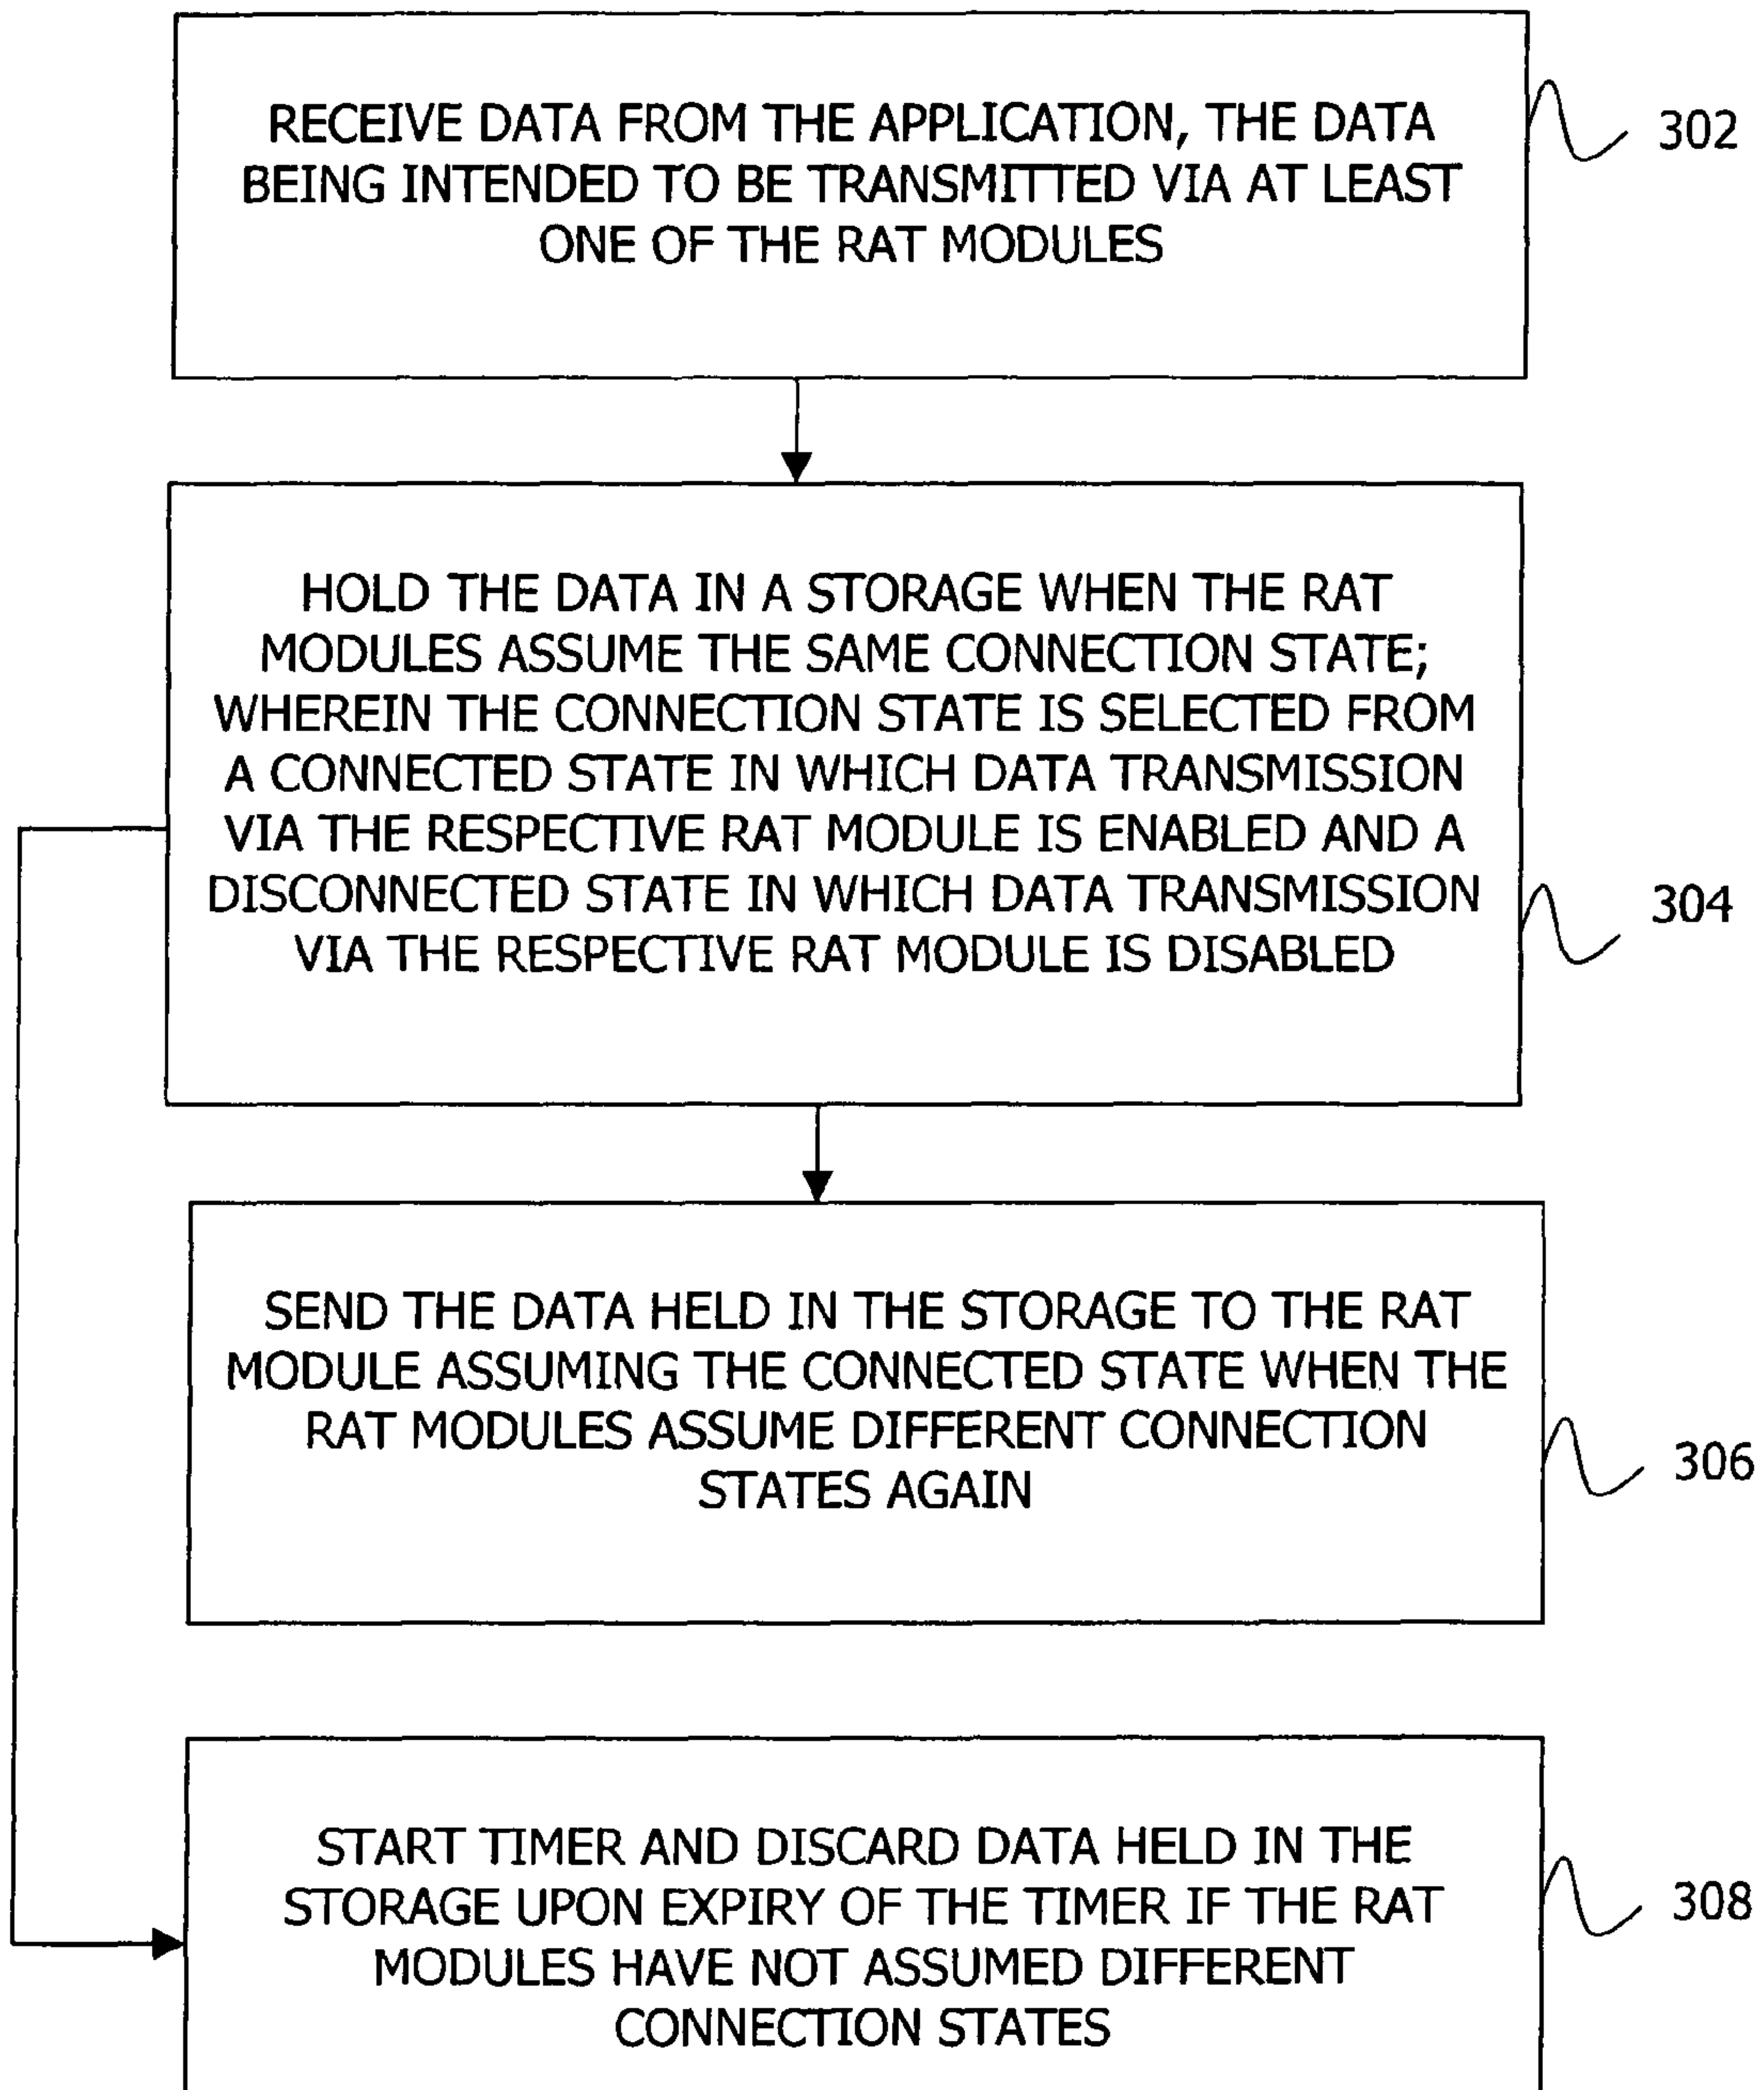 RECEIVE DATA FROM THE APPLICATION, THE DATA
BEING INTENDED TO BE TRANSMITTED VIA AT LEAST
ONE OF THE RAT MODULES
302
HOLD THE DATA IN A STORAGE WHEN THE RAT
MODULES ASSUME THE SAME CONNECTION STATE;
WHEREIN THE CONNECTION STATE IS SELECTED FROM
A CONNECTED STATE IN WHICH DATA TRANSMISSION
VIA THE RESPECTIVE RAT MODULE IS ENABLED AND A
DISCONNECTED STATE IN WHICH DATA TRANSMISSION
VIA THE RESPECTIVE RAT MODULE IS DISABLED
304
SEND THE DATA HELD IN THE STORAGE TO THE RAT
MODULE ASSUMING THE CONNECTED STATE WHEN THE
RAT MODULES ASSUME DIFFERENT CONNECTION
STATES AGAIN
306
START TIMER AND DISCARD DATA HELD IN THE
STORAGE UPON EXPIRY OF THE TIMER IF THE RAT
MODULES HAVE NOT ASSUMED DIFFERENT
CONNECTION STATES
308